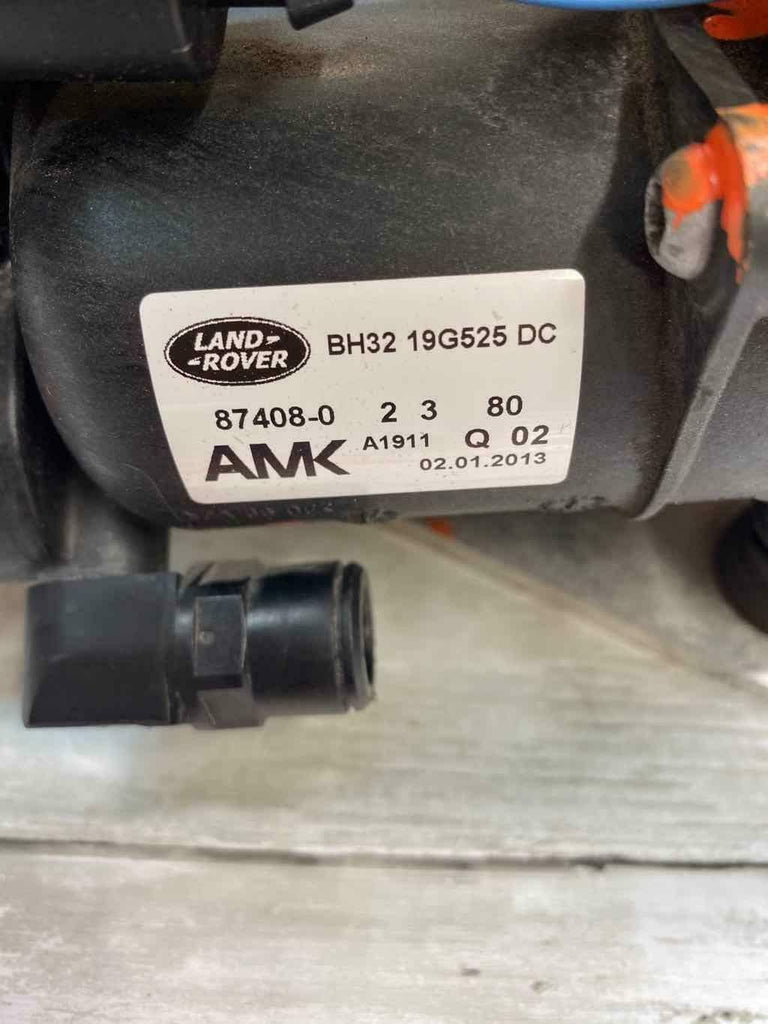 LAND-
-ROVER
BH32 19G525 DC
87408-0 2 3 80
AMK A1911 Q 02
02.01.2013